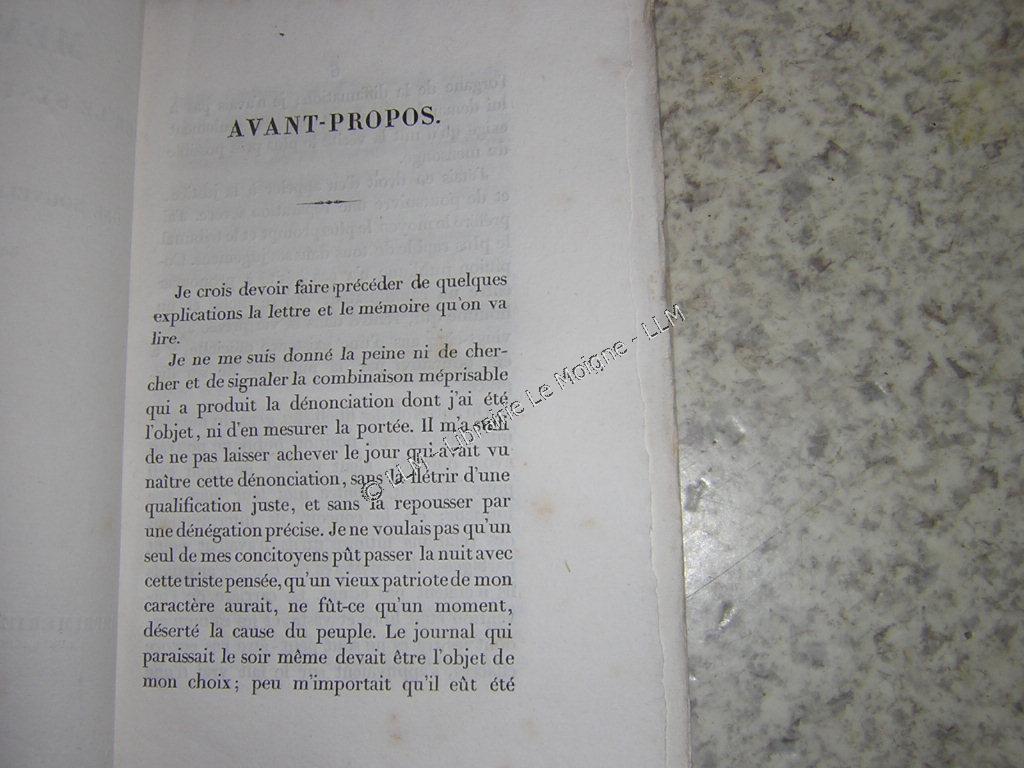 AVANT-PROPOS.
Je crois devoir faire précéder de quelques
explications la lettre et le mémoire qu'on va
lire.
Je ne me suis donné la peine ni de cher-
cher et de signaler la combinaison méprisable
qui a produit la dénonciation dont j'ai été
l'objet, ni d'en mesurer la portée. Il m'a suffi
de ne pas laisser achever le jour qui avait vu
naître cette dénonciation, sans la flétrir d'une
qualification juste, et sans la repousser par
une dénégation précise. Je ne voulais pas qu'un
seul de mes concitoyens pût passer la nuit avec
cette triste pensée, qu'un vieux patriote de mon
caractère aurait, ne fût-ce qu'un moment,
déserté la cause du peuple. Le journal qui
paraissait le soir même devait être l'objet de
mon choix; peu m'importait qu'il eût été
© LLM - Librairie Le Moigne - LLM